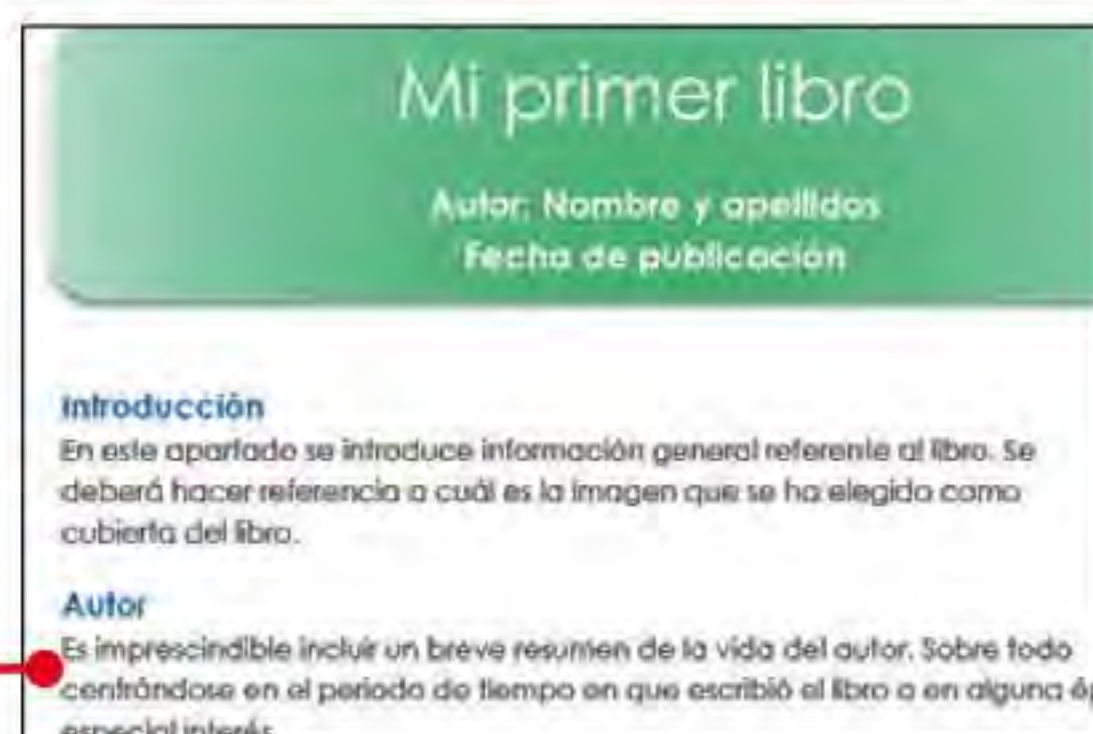 Mi primer libro
Autor: Nombre y apellidos
Fecha de publicación
Introducción
En este apartado se introduce información general referente al libro. Se
deberá hacer referencia a cuál es la imagen que se ha elegido como
cubierta del libro.
Autor
Es imprescindible incluir un breve resumen de la vida del autor. Sobre todo
centrándose en el periodo de tiempo en que escribió el libro o en alguna
especial interés.